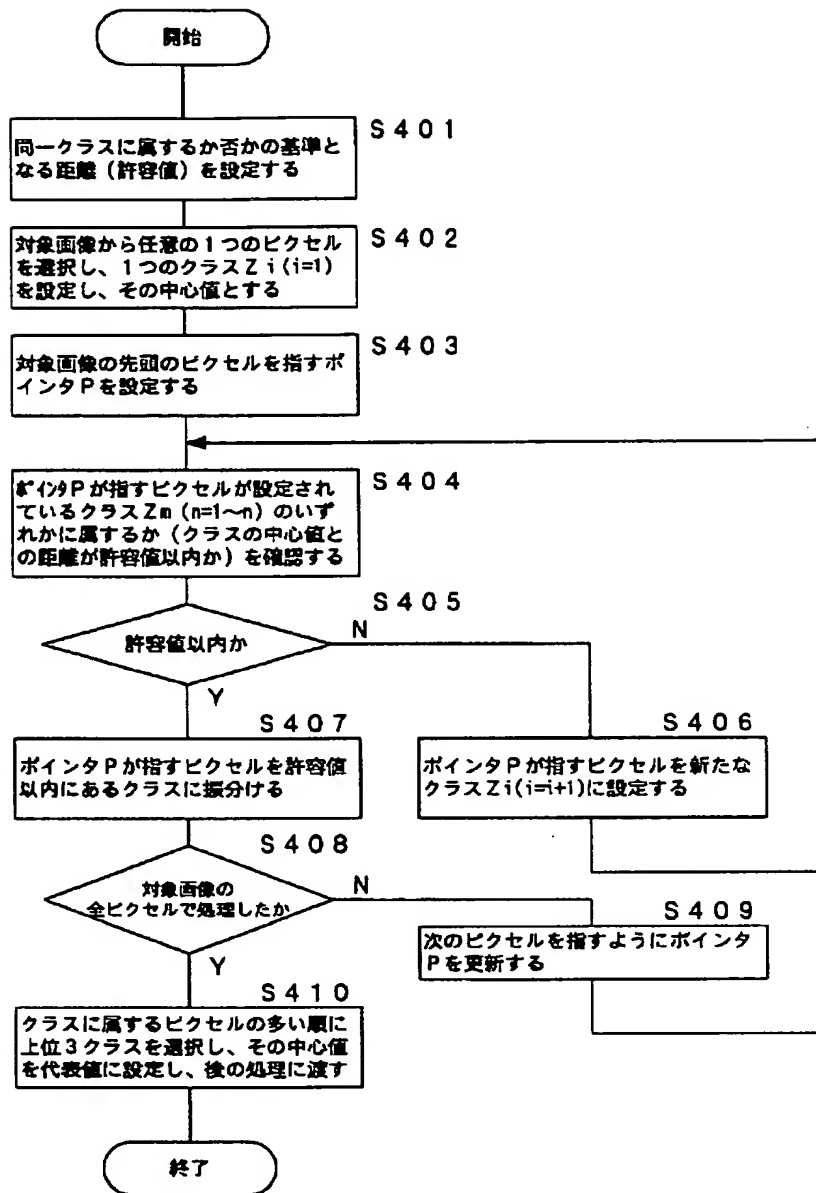 開始
S401
同一クラスに属するか否かの基準と
なる距離(許容値)を設定する
S402
対象画像から任意の1つのピクセル
を選択し、1つのクラスZi(i=1)
を設定し、その中心値とする
S403
対象画像の先頭のピクセルを指すポ
インタPを設定する
S404
ポインタPが指すピクセルが設定され
ているクラスZm(n=1~n)のいず
れかに属するか(クラスの中心値と
の距離が許容値以内か)を確認する
S405
許容値以内か
N
Y
S407
ポインタPが指すピクセルを許容値
以内にあるクラスに振分ける
S406
ポインタPが指すピクセルを新たな
クラスZi(i=i+1)に設定する
S408
対象画像の
全ピクセルで処理したか
N
Y
S409
次のピクセルを指すようにポインタ
Pを更新する
S410
クラスに属するピクセルの多い順に
上位3クラスを選択し、その中心値
を代表値に設定し、後の処理に渡す
終了